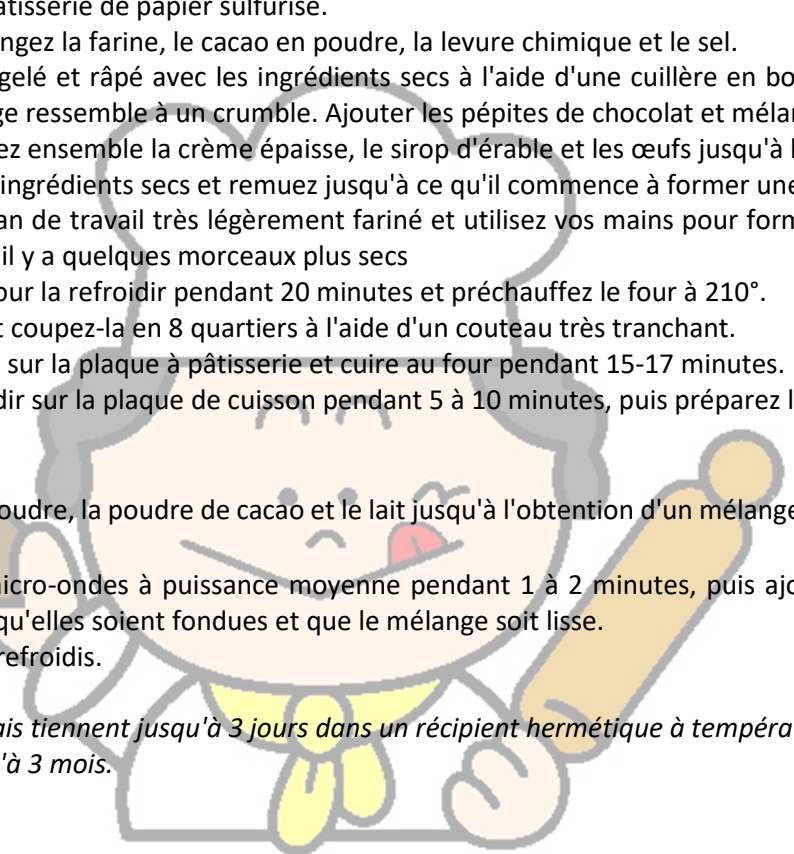 âtisserie de papier sulfurisé.
ngez la farine, le cacao en poudre, la levure chimique et le sel.
gelé et râpé avec les ingrédients secs à l'aide d'une cuillère en bo
ge ressemble à un crumble. Ajouter les pépites de chocolat et mélan
ez ensemble la crème épaisse, le sirop d'érable et les œufs jusqu'à l
ingrédients secs et remuez jusqu'à ce qu'il commence à former une
an de travail très légèrement fariné et utilisez vos mains pour form
il y a quelques morceaux plus secs
our la refroidir pendant 20 minutes et préchauffez le four à 210°.
t coupez-la en 8 quartiers à l'aide d'un couteau très tranchant.
sur la plaque à pâtisserie et cuire au four pendant 15-17 minutes.
dir sur la plaque de cuisson pendant 5 à 10 minutes, puis préparez l
oudre, la poudre de cacao et le lait jusqu'à l'obtention d'un mélange
nicro-ondes à puissance moyenne pendant 1 à 2 minutes, puis ajo
qu'elles soient fondues et que le mélange soit lisse.
refroidis.
ais tiennent jusqu'à 3 jours dans un récipient hermétique à tempéra
'à 3 mois.